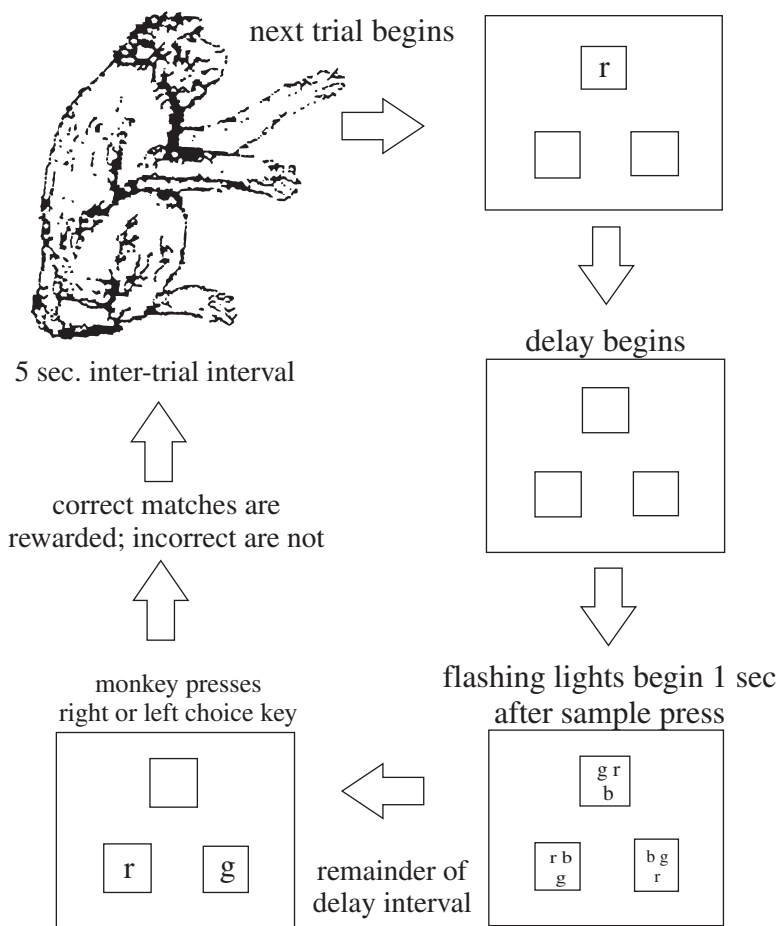 next trial begins
r
delay begins
flashing lights begin 1 sec
after sample press
g r
b
r b
g
b g
r
remainder of
delay interval
monkey presses
right or left choice key
r
g
correct matches are
rewarded; incorrect are not
5 sec. inter-trial interval